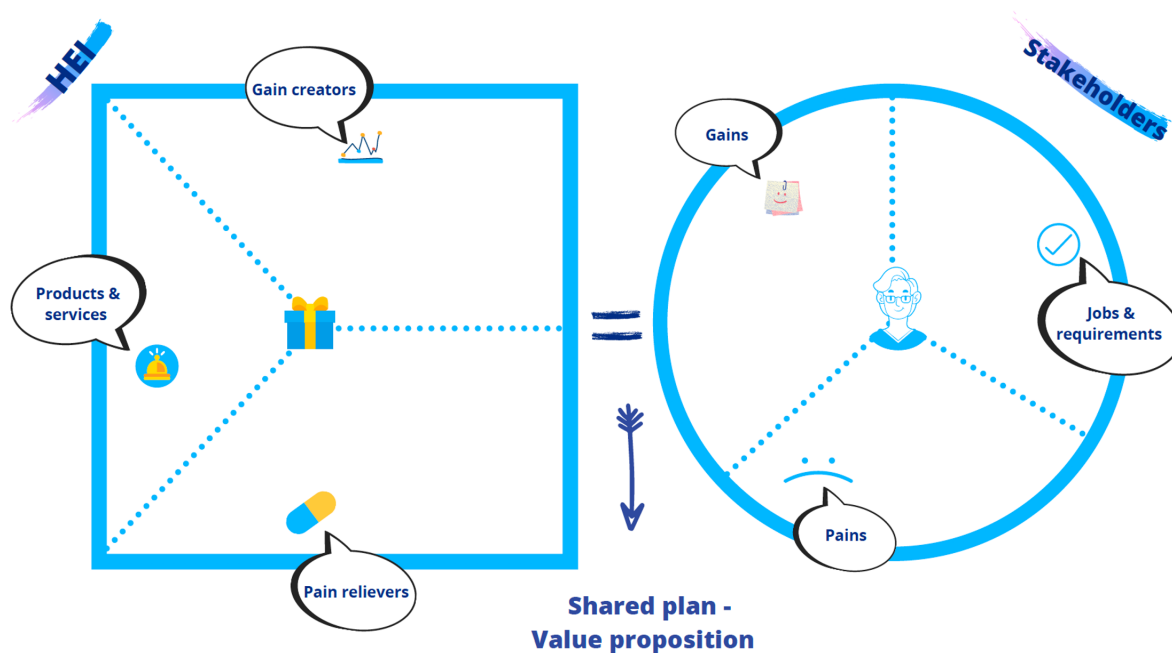 HEI
Stakeholders
Gain creators
Gains
Products &
services
Jobs &
requirements
Pains
Pain relievers
Shared plan -
Value proposition